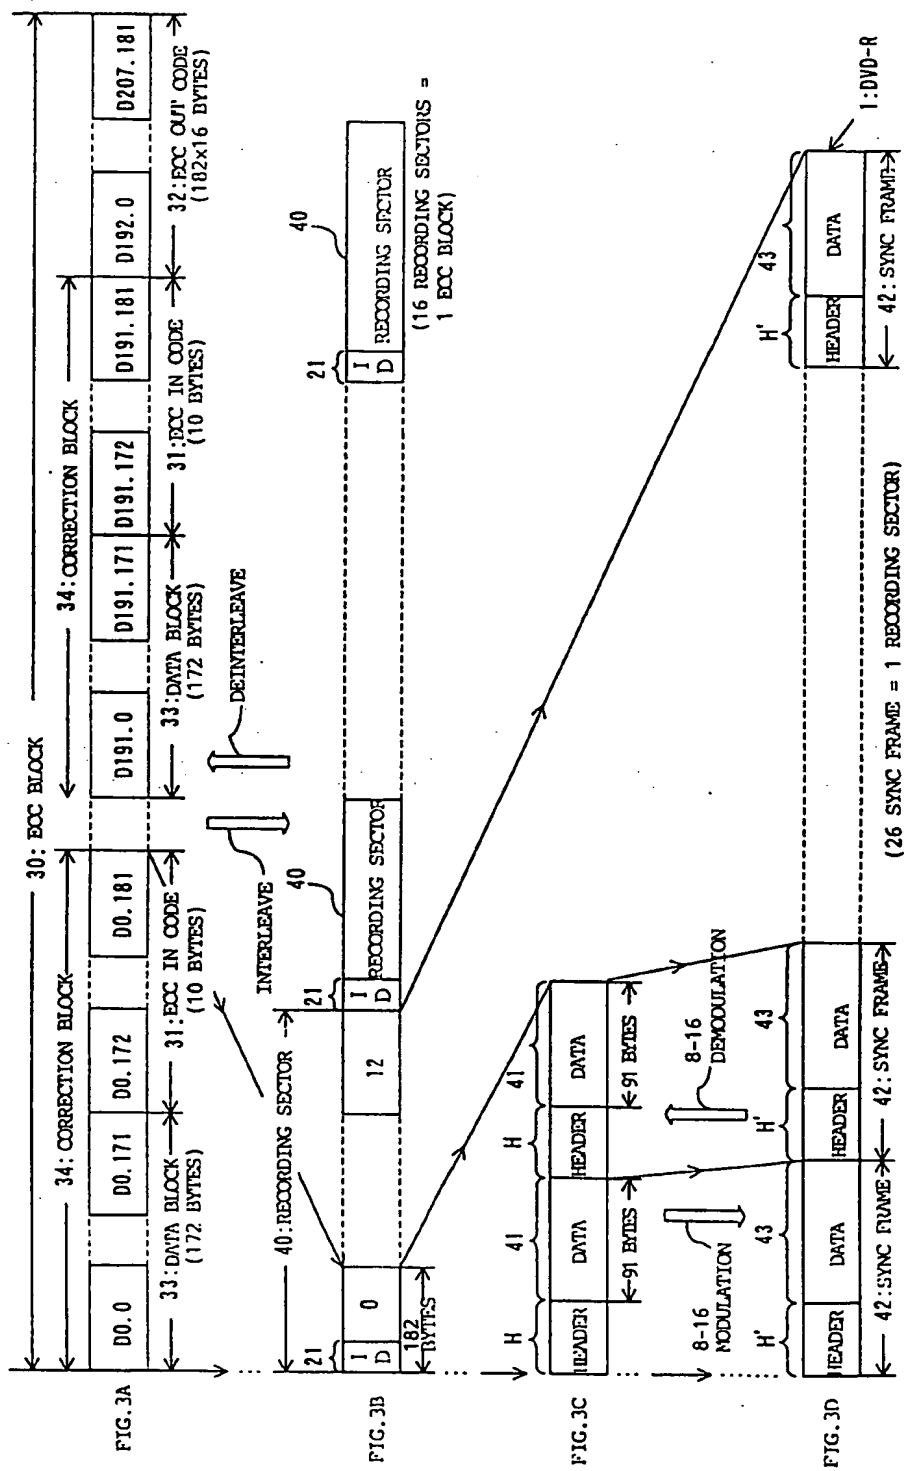 FIG.3A
30:ECC BLOCK
34:CORRECTION BLOCK
34:CORRECTION BLOCK
D0.0
D0.171
D0.172
D0.181
D191.0
D191.171
D191.172
D191.181
D192.0
D207.181
33:DATA BLOCK
(172 BYTES)
31:ECC IN CODE
(10 BYTES)
33:DATA BLOCK
(172 BYTES)
31:ECC IN CODE
(10 BYTES)
32:ECC OUT CODE
(182x16 BYTES)
INTERLEAVE
DEINTERLEAVE
FIG.3B
40:RECORDING SECTOR
21
I
D
0
12
182
BYTES
21
I
D
RECORDING SECTOR
40
21
I
D
RECORDING SECTOR
40
(16 RECORDING SECTORS =
1 ECC BLOCK)
FIG.3C
H
41
H
41
HEADER
DATA
HEADER
DATA
91 BYTES
91 BYTES
8-16
MODULATION
8-16
DEMODULATION
FIG.3D
H'
43
H'
43
H'
43
HEADER
DATA
HEADER
DATA
HEADER
DATA
1:DVD-R
42:SYNC FRAME
42:SYNC FRAME
42:SYNC FRAME
(26 SYNC FRAME = 1 RECORDING SECTOR)